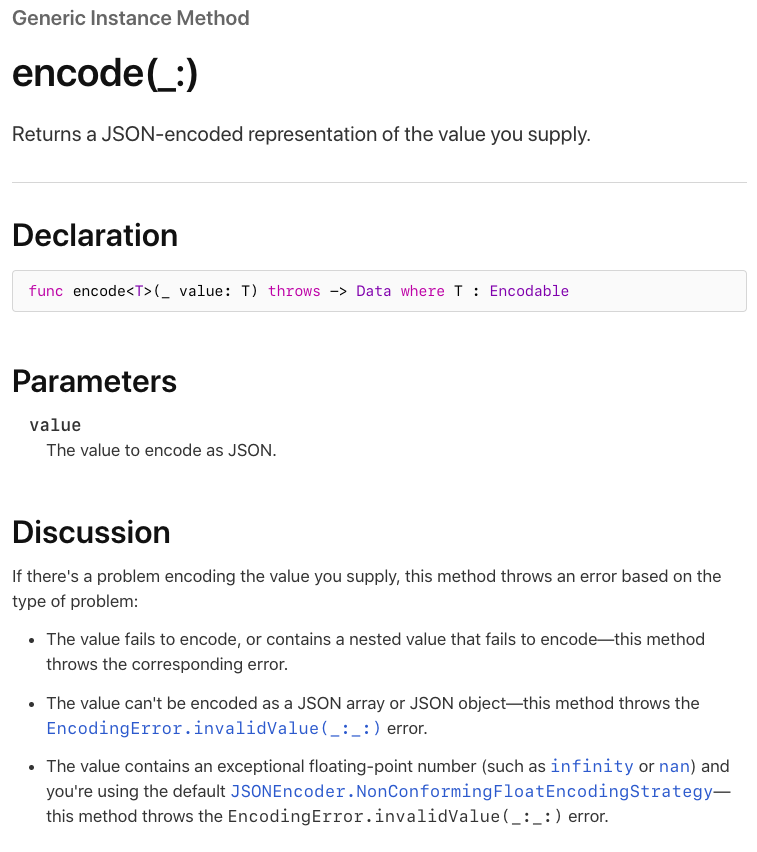 Generic Instance Method
encode(_:)
Returns a JSON-encoded representation of the value you supply.
Declaration
func encode<T>(_ value: T) throws -> Data where T : Encodable
Parameters
value
The value to encode as JSON.
Discussion
If there's a problem encoding the value you supply, this method throws an error based on the
type of problem:
• The value fails to encode, or contains a nested value that fails to encode—this method
throws the corresponding error.
• The value can't be encoded as a JSON array or JSON object—this method throws the
EncodingError.invalidValue(_:_:) error.
• The value contains an exceptional floating-point number (such as infinity or nan) and
you're using the default JSONEncoder.NonConformingFloatEncodingStrategy—
this method throws the EncodingError.invalidValue(_:_:) error.